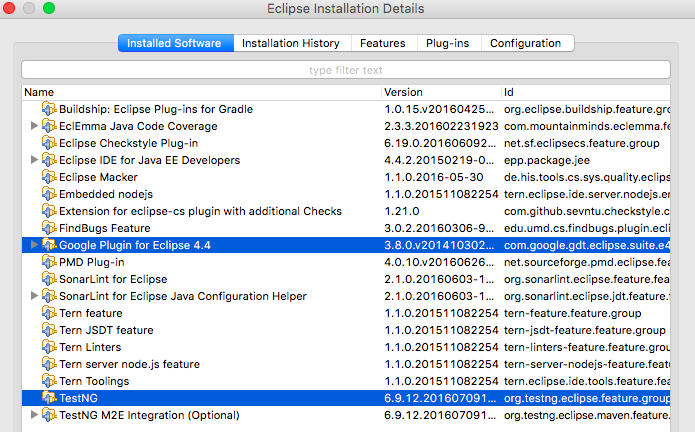 Eclipse Installation Details
Installed Software Installation History Features Plug-ins Configuration
type filter text
Name Version Id
Buildship: Eclipse Plug-ins for Gradle 1.0.15.v20160425... org.eclipse.buildship.feature.gro
EclEmma Java Code Coverage 2.3.3.201602231923 com.mountainminds.eclemma.fe
Eclipse Checkstyle Plug-in 6.19.0.201606092... net.sf.eclipsecs.feature.group
Eclipse IDE for Java EE Developers 4.4.2.20150219-0... epp.package.jee
Eclipse Macker 1.1.0.2016-05-30 de.his.tools.cs.sys.quality.eclips
Embedded nodejs 1.1.0.201511082254 tern.eclipse.ide.server.nodejs.em
Extension for eclipse-cs plugin with additional Checks 1.21.0 com.github.sevntu.checkstyle.c
FindBugs Feature 3.0.2.20160306-9... edu.umd.cs.findbugs.plugin.ecli
Google Plugin for Eclipse 4.4 3.8.0.v201410302... com.google.gdt.eclipse.suite.e4
PMD Plug-in 4.0.10.v20160626... net.sourceforge.pmd.eclipse.fe
SonarLint for Eclipse 2.1.0.20160603-1... org.sonarlint.eclipse.feature.fea
SonarLint for Eclipse Java Configuration Helper 2.1.0.20160603-1... org.sonarlint.eclipse.jdt.feature.
Tern feature 1.1.0.201511082254 tern-feature.feature.group
Tern JSDT feature 1.1.0.201511082254 tern-jsdt-feature.feature.group
Tern Linters 1.1.0.201511082254 tern-linters-feature.feature.group
Tern server node.js feature 1.1.0.201511082254 tern-server-nodejs-feature.featu
Tern Toolings 1.1.0.201511082254 tern.eclipse.ide.tools.feature.fea
TestNG 6.9.12.201607091... org.testng.eclipse.feature.group
TestNG M2E Integration (Optional) 6.9.12.201607091... org.testng.eclipse.maven.feature.